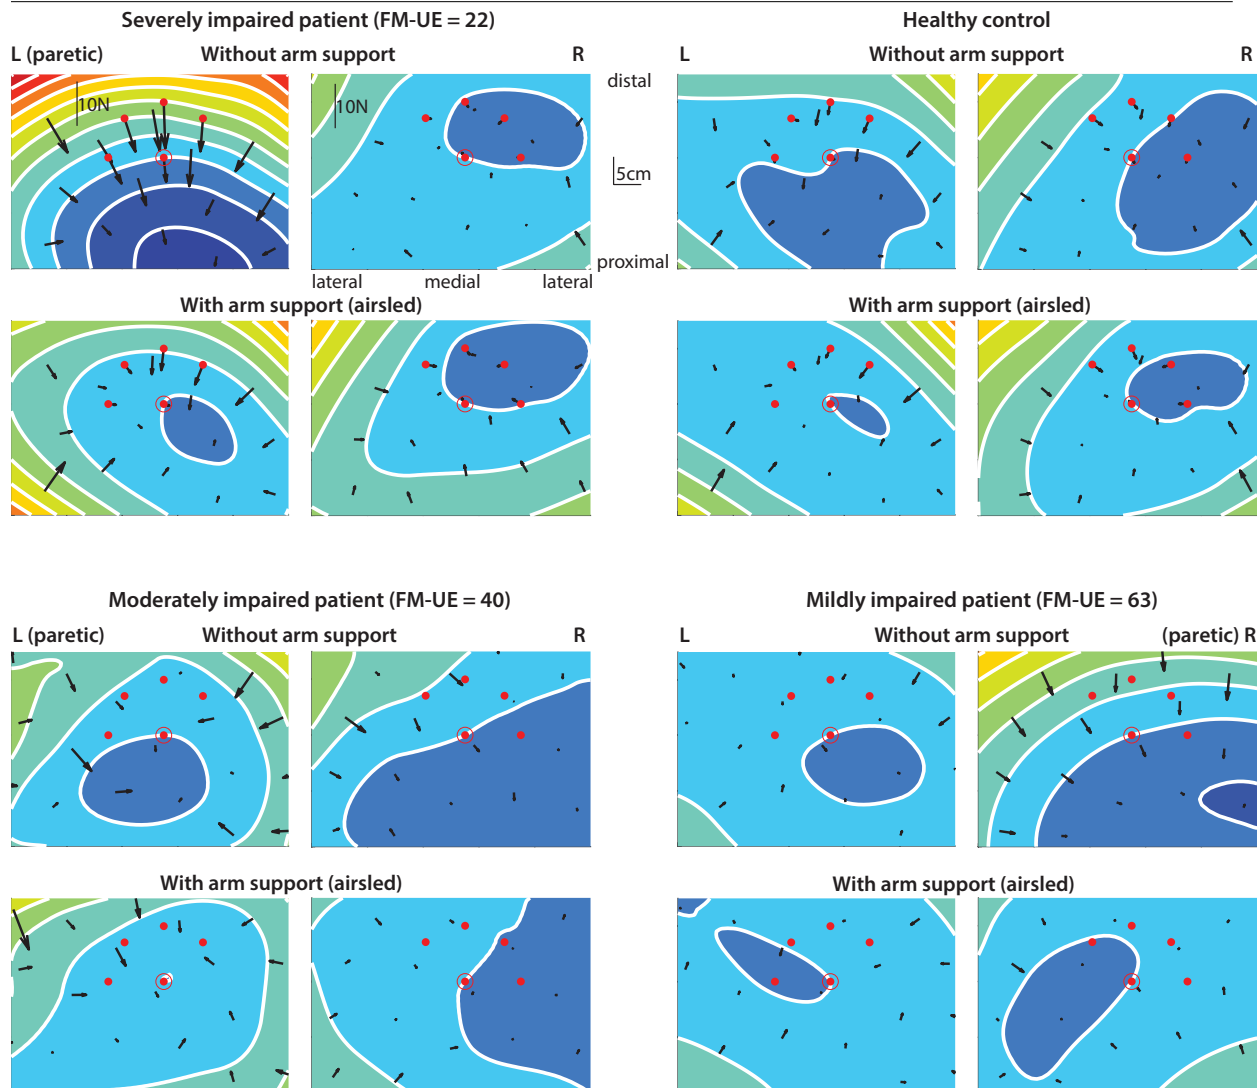 Severely impaired patient (FM-UE = 22)
Healthy control
L (paretic) Without arm support R
L Without arm support R
10N
10N
distal
5cm
proximal
lateral medial lateral
With arm support (airsled)
With arm support (airsled)
Moderately impaired patient (FM-UE = 40)
Mildly impaired patient (FM-UE = 63)
L (paretic) Without arm support R
L Without arm support (paretic) R
With arm support (airsled)
With arm support (airsled)